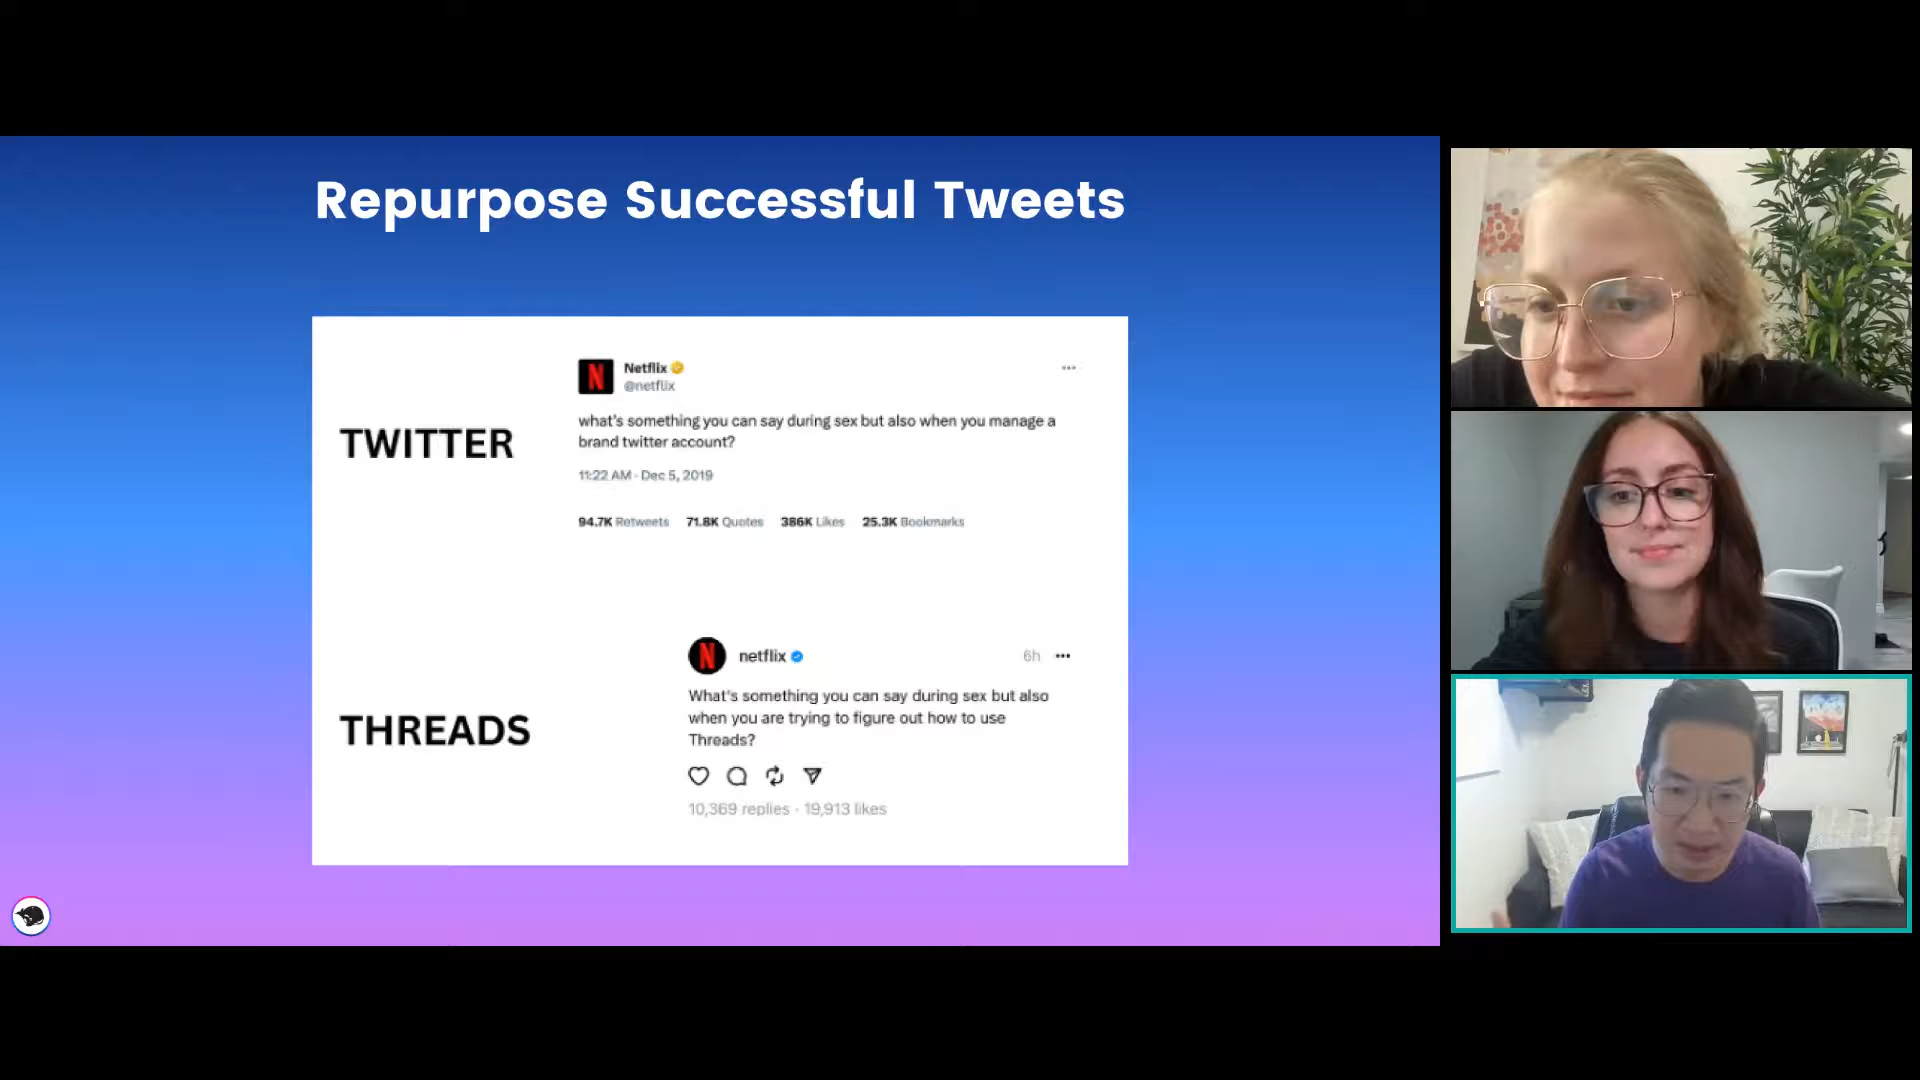 Repurpose Successful Tweets
TWITTER
Netflix
@netflix
what's something you can say during sex but also when you manage a
brand twitter account?
11:22 AM · Dec 5, 2019
94.7K Retweets 71.8K Quotes 386K Likes 25.3K Bookmarks
THREADS
netflix
6h
What's something you can say during sex but also
when you are trying to figure out how to use
Threads?
10,369 replies · 19,913 likes